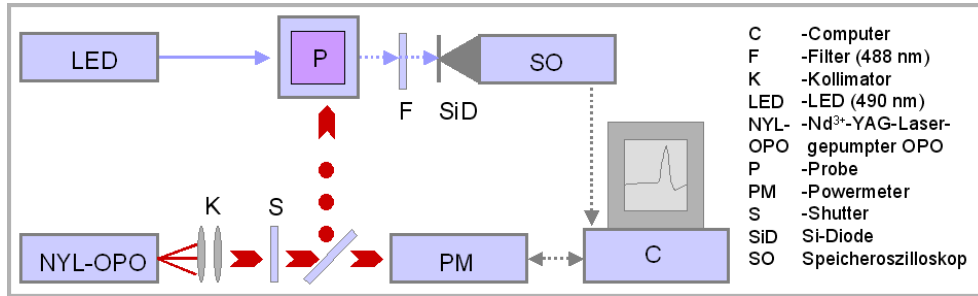 LED
P
F
SiD
SO
K
S
NYL-OPO
PM
C
C -Computer
F -Filter (488 nm)
K -Kollimator
LED -LED (490 nm)
NYL- -Nd³⁺-YAG-Laser-
OPO gepumpter OPO
P -Probe
PM -Powermeter
S -Shutter
SiD Si-Diode
SO Speicheroszilloskop